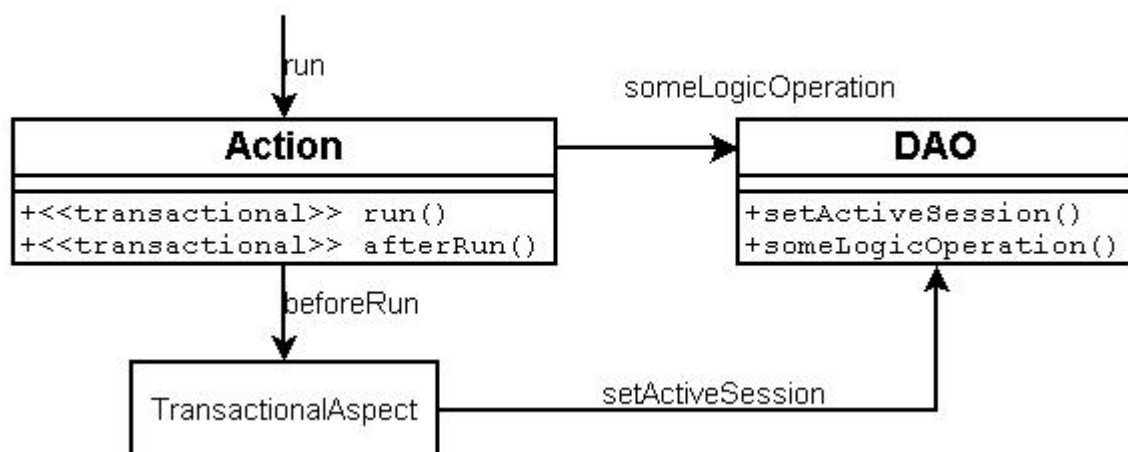 run
someLogicOperation
Action
DAO
+<<transactional>> run()
+<<transactional>> afterRun()
+setActiveSession()
+someLogicOperation()
beforeRun
TransactionalAspect
setActiveSession